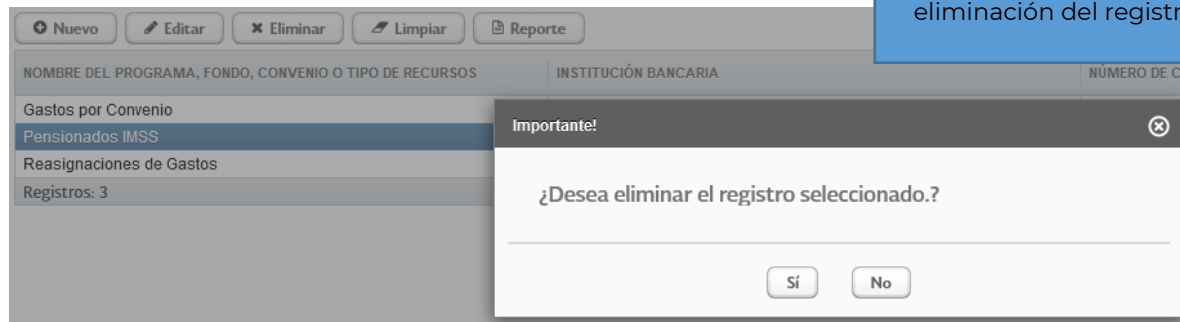 eliminación del registr
Nuevo Editar Eliminar Limpiar Reporte
NOMBRE DEL PROGRAMA, FONDO, CONVENIO O TIPO DE RECURSOS INSTITUCIÓN BANCARIA NÚMERO DE C
Gastos por Convenio
Pensionados IMSS
Reasignaciones de Gastos
Registros: 3
Importante!
¿Desea eliminar el registro seleccionado.?
Sí No